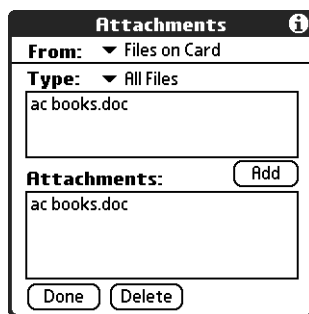 Attachments
From: Files on Card
Type: All Files
ac books.doc
Add
Attachments:
ac books.doc
Done Delete